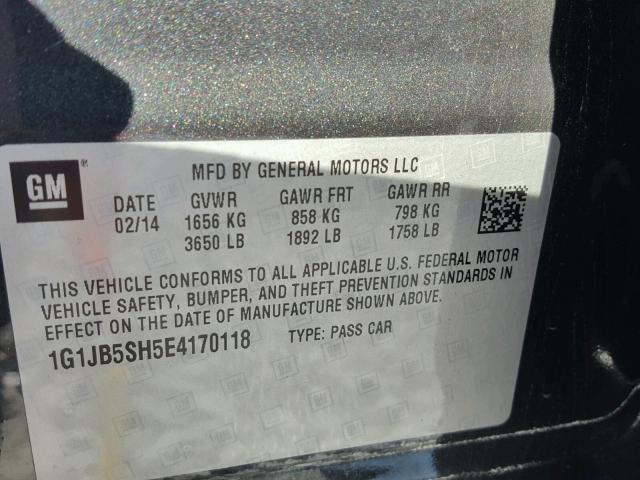 GM®
MFD BY GENERAL MOTORS LLC
DATE GVWR GAWR FRT GAWR RR
02/14 1656 KG 858 KG 798 KG
3650 LB 1892 LB 1758 LB
THIS VEHICLE CONFORMS TO ALL APPLICABLE U.S. FEDERAL MOTOR
VEHICLE SAFETY, BUMPER, AND THEFT PREVENTION STANDARDS IN
EFFECT ON THE DATE OF MANUFACTURE SHOWN ABOVE.
1G1JB5SH5E4170118 TYPE: PASS CAR